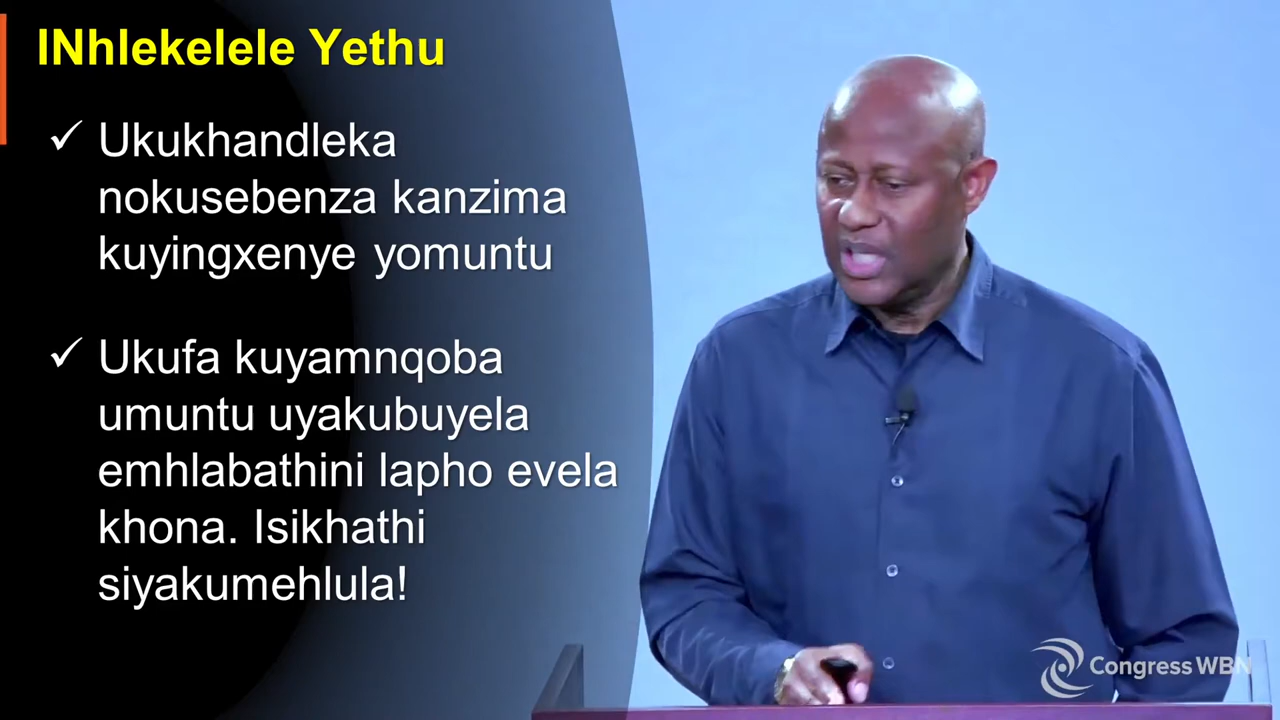 INhlekelele Yethu
✓ Ukukhandleka
nokusebenza kanzima
kuyingxenye yomuntu
✓ Ukufa kuyamnqoba
umuntu uyakubuyela
emhlabathini lapho evela
khona. Isikhathi
siyakumehlula!
Congress WBN